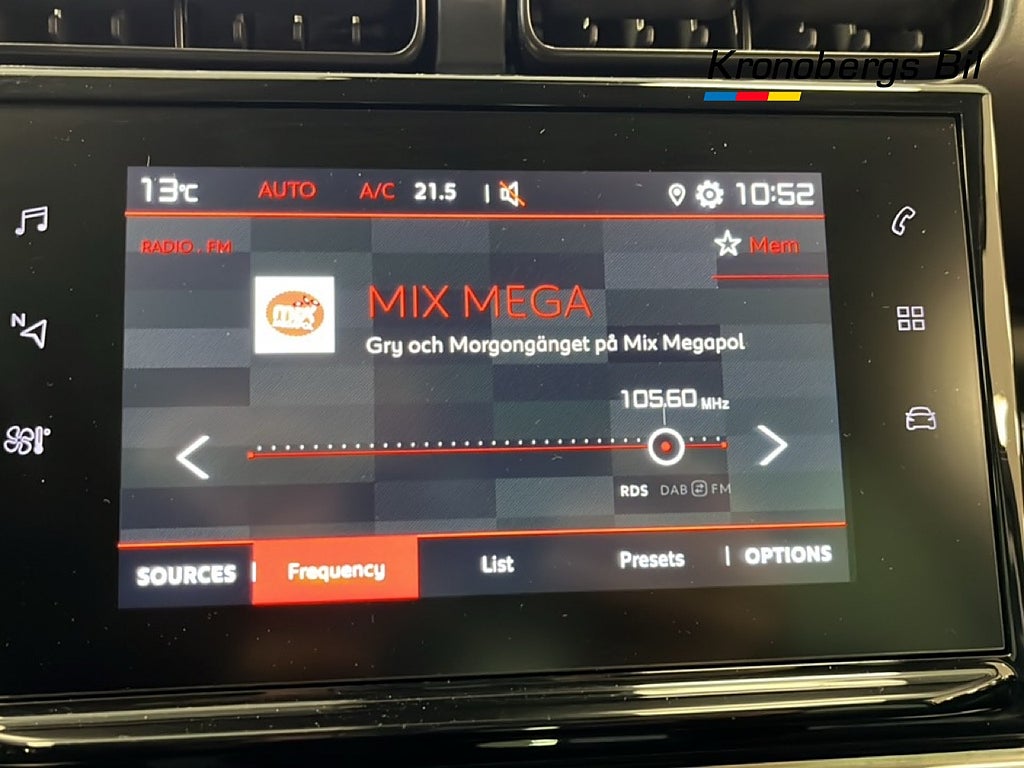 Kronobergs Bil
13°C AUTO A/C 21.5 10:52
RADIO . FM
Mem
mix
MIX MEGA
Gry och Morgongänget på Mix Megapol
105.60 MHz
N
RDS DAB FM
SOURCES Frequency List Presets OPTIONS